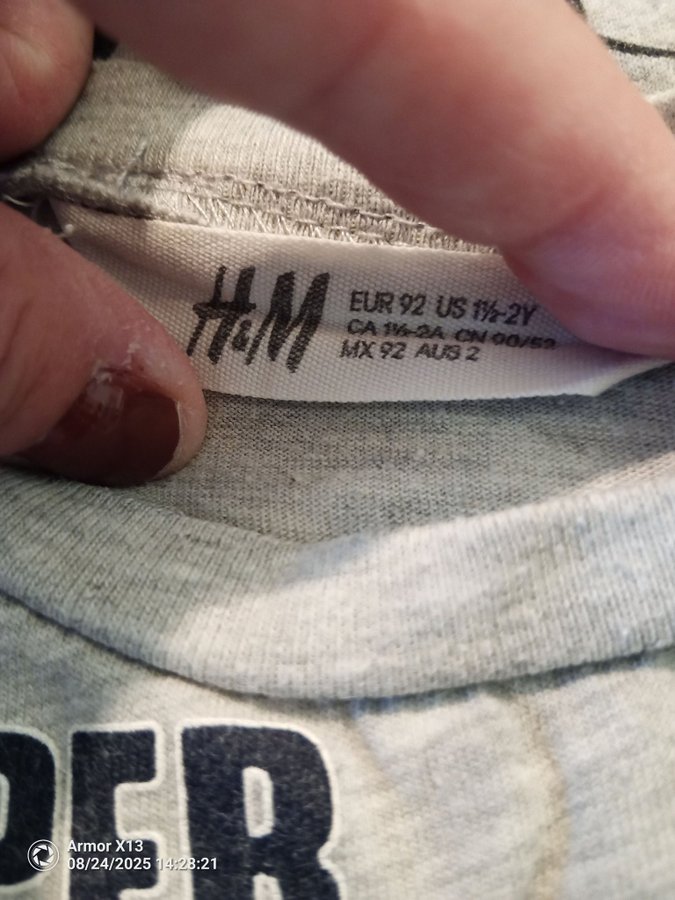 H&M
EUR 92 US 1½-2Y
CA 1½-2A CN 90/52
MX 92 AUS 2
PER
Armor X13
08/24/2025 14:28:21